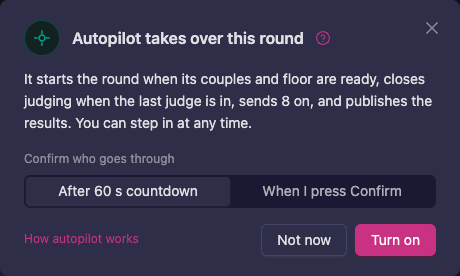 Autopilot takes over this round
It starts the round when its couples and floor are ready, closes
judging when the last judge is in, sends 8 on, and publishes the
results. You can step in at any time.
Confirm who goes through
After 60 s countdown
When I press Confirm
How autopilot works
Not now
Turn on